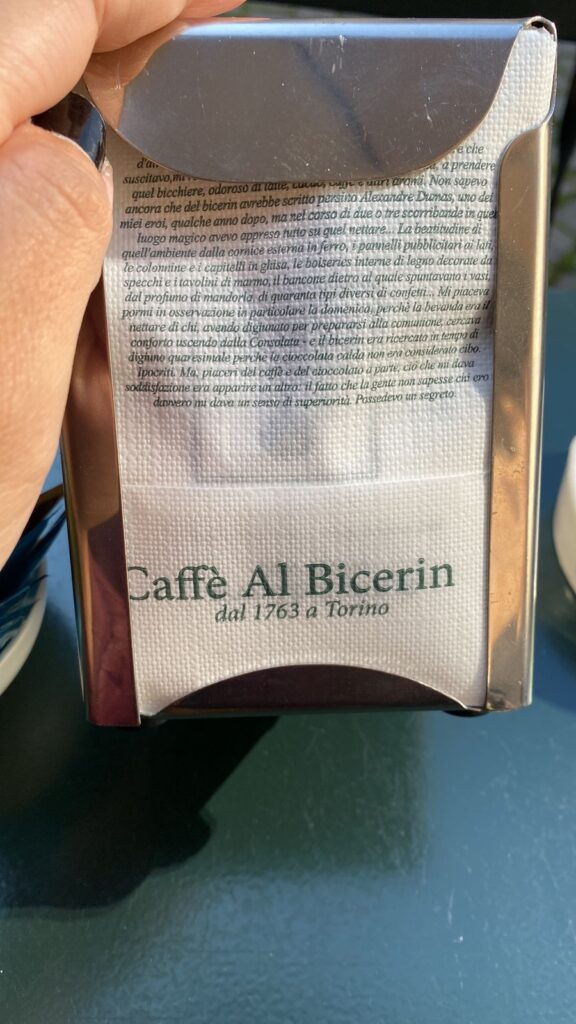 e che
d'an
suscitavo, mi a prendere
quel bicchiere, odoroso di latte, cacao, caffè e altri aromi. Non sapevo
ancora che del bicerin avrebbe scritto persino Alexandre Dumas, uno dei
miei eroi, qualche anno dopo, ma nel corso di due o tre scorribande in quel
luogo magico avevo appreso tutto su quel nettare... La beatitudine di
quell'ambiente dalla cornice esterna in ferro, i pannelli pubblicitari ai lati,
le colonnine e i capitelli in ghisa, le boiseries interne di legno decorate da
specchi e i tavolini di marmo, il bancone dietro al quale spuntavano i vasi,
dal profumo di mandorla, di quaranta tipi diversi di confetti... Mi piaceva
pormi in osservazione in particolare la domenica, perchè la bevanda era il
nettare di chi, avendo digiunato per prepararsi alla comunione, cercava
conforto uscendo dalla Consolata - e il bicerin era ricercato in tempo di
digiuno quaresimale perchè la cioccolata calda non era considerata cibo.
Ipocriti. Ma, piaceri del caffè e del cioccolato a parte, ciò che mi dava
soddisfazione era apparire un altro: il fatto che la gente non sapesse chi ero
davvero mi dava un senso di superiorità. Possedevo un segreto.
Caffè Al Bicerin
dal 1763 a Torino